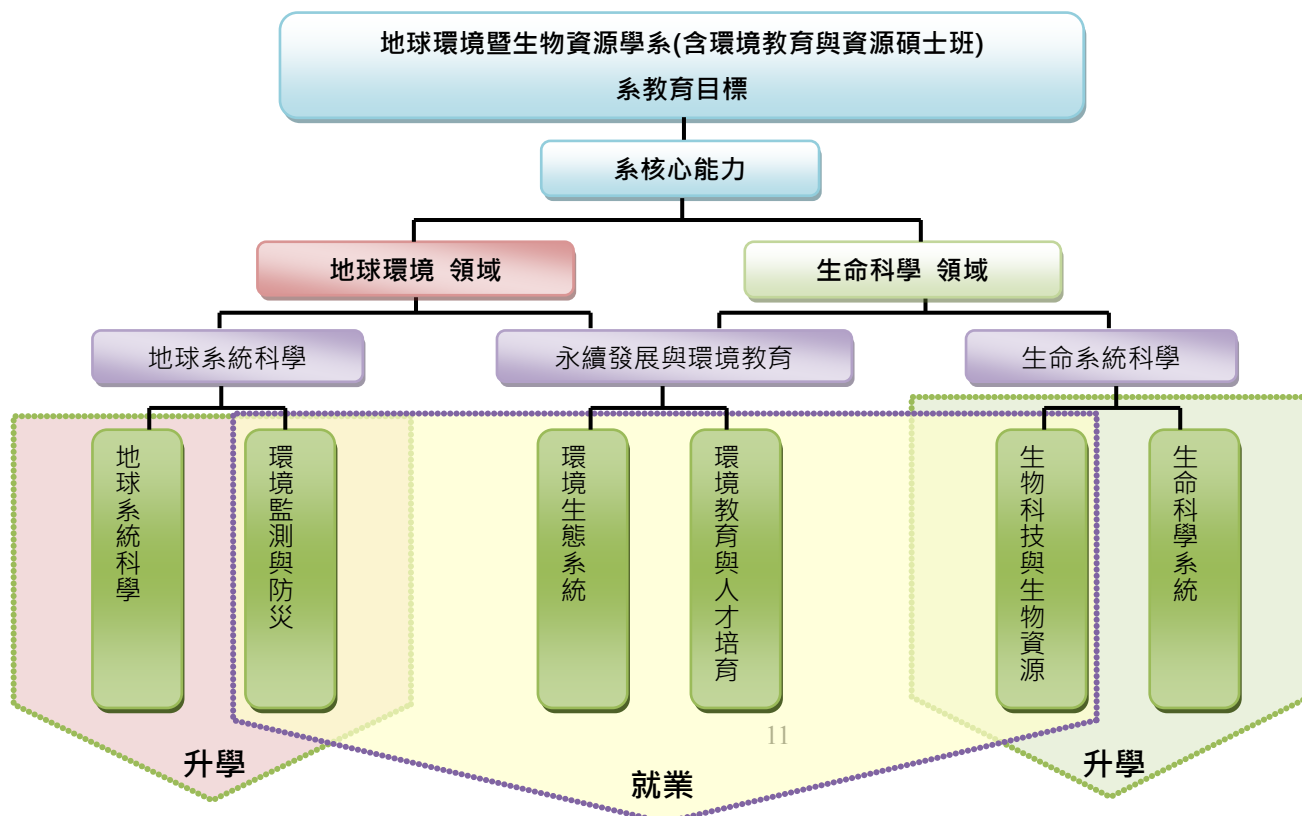 地球環境暨生物資源學系(含環境教育與資源碩士班)
系教育目標
系核心能力
地球環境 領域
生命科學 領域
地球系統科學
永續發展與環境教育
生命系統科學
地球系統科學
環境監測與防災
環境生態系統
環境教育與人才培育
生物科技與生物資源
生命科學系統
11
升學
就業
升學